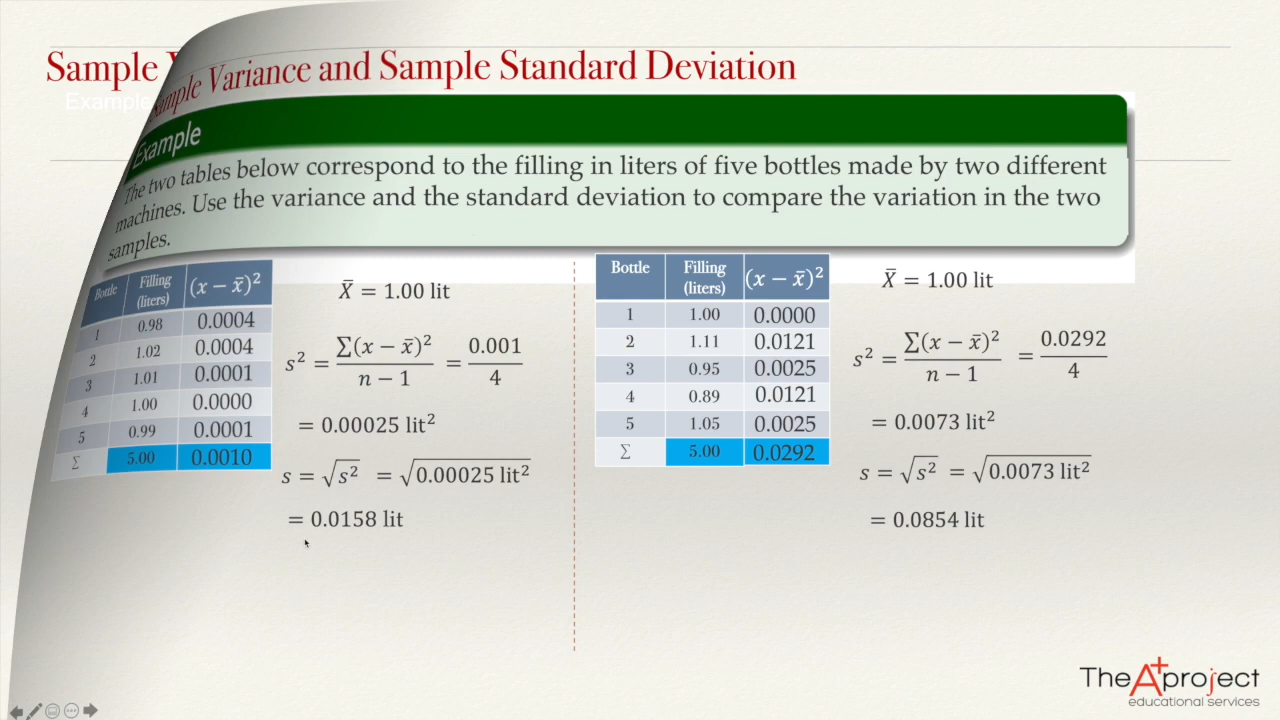 Sample
Example
Sample Variance and Sample Standard Deviation
Example
The two tables below correspond to the filling in liters of five bottles made by two different
machines. Use the variance and the standard deviation to compare the variation in the two
samples.
Bottle Filling (liters) (x − x̄)²
1 0.98 0.0004
2 1.02 0.0004
3 1.01 0.0001
4 1.00 0.0000
5 0.99 0.0001
Σ 5.00 0.0010
X̄ = 1.00 lit
s² = ∑(x − x̄)² / n − 1 = 0.001 / 4
= 0.00025 lit²
s = √s² = √0.00025 lit²
= 0.0158 lit
Bottle Filling (liters) (x − x̄)²
1 1.00 0.0000
2 1.11 0.0121
3 0.95 0.0025
4 0.89 0.0121
5 1.05 0.0025
Σ 5.00 0.0292
X̄ = 1.00 lit
s² = ∑(x − x̄)² / n − 1 = 0.0292 / 4
= 0.0073 lit²
s = √s² = √0.0073 lit²
= 0.0854 lit
The A+project
educational services